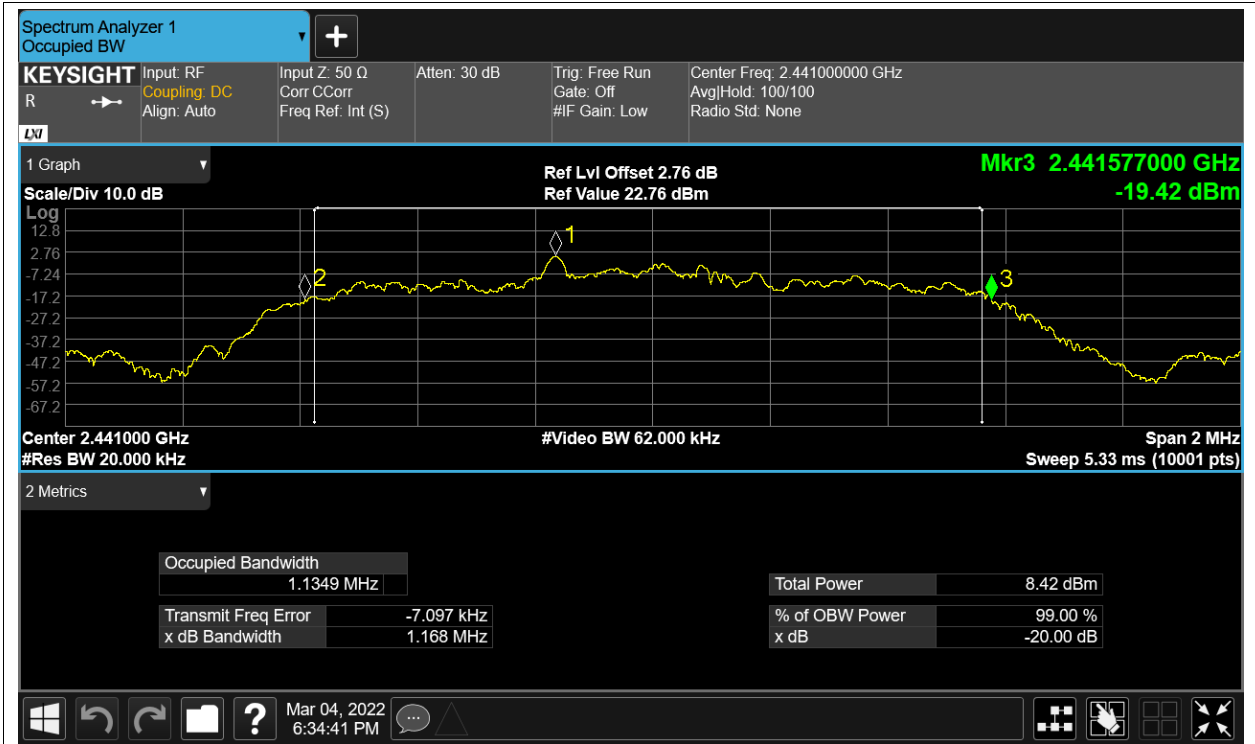 Spectrum Analyzer 1
Occupied BW
KEYSIGHT
R
LXI
Input: RF
Coupling: DC
Align: Auto
Input Z: 50 Ω
Corr CCorr
Freq Ref: Int (S)
Atten: 30 dB
Trig: Free Run
Gate: Off
#IF Gain: Low
Center Freq: 2.441000000 GHz
Avg|Hold: 100/100
Radio Std: None
1 Graph
Scale/Div 10.0 dB
Ref Lvl Offset 2.76 dB
Ref Value 22.76 dBm
Mkr3 2.441577000 GHz
-19.42 dBm
Log
12.8
2.76
-7.24
-17.2
-27.2
-37.2
-47.2
-57.2
-67.2
1
2
3
Center 2.441000 GHz
#Res BW 20.000 kHz
#Video BW 62.000 kHz
Span 2 MHz
Sweep 5.33 ms (10001 pts)
2 Metrics
Occupied Bandwidth
1.1349 MHz
Transmit Freq Error -7.097 kHz
x dB Bandwidth 1.168 MHz
Total Power 8.42 dBm
% of OBW Power 99.00 %
x dB -20.00 dB
?
Mar 04, 2022
6:34:41 PM